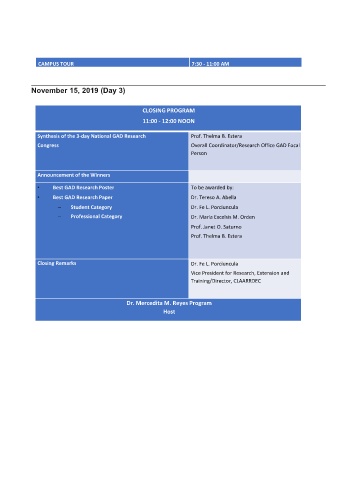 CAMPUS TOUR 7:30 - 11:00 AM
November 15, 2019 (Day 3)
CLOSING PROGRAM
11:00 - 12:00 NOON
Synthesis of the 3-day National GAD Research Prof. Thelma B. Estera
Congress Overall Coordinator/Research Office GAD Focal
Person
Announcement of the Winners
• Best GAD Research Poster To be awarded by:
• Best GAD Research Paper Dr. Tereso A. Abella
– Student Category Dr. Fe L. Porciuncula
– Professional Category Dr. Maria Excelsis M. Orden
Prof. Janet O. Saturno
Prof. Thelma B. Estera
Closing Remarks Dr. Fe L. Porciuncula
Vice President for Research, Extension and
Training/Director, CLAARRDEC
Dr. Mercedita M. Reyes Program
Host